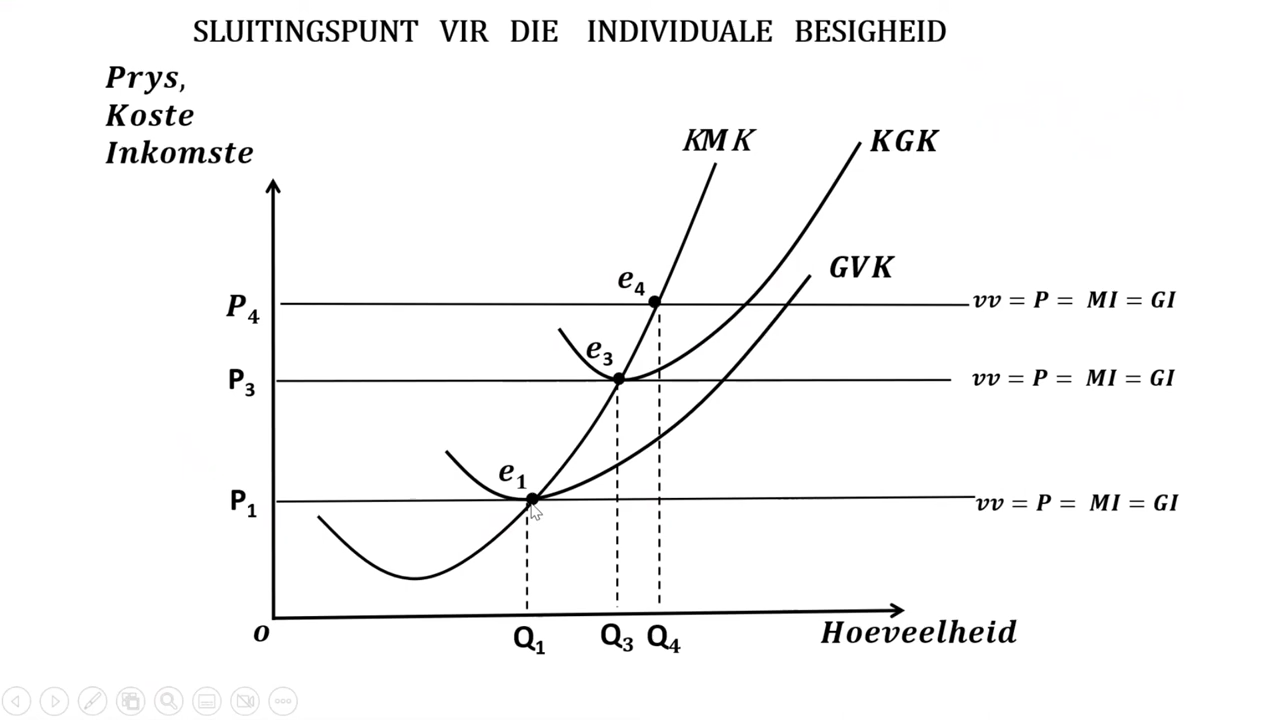 SLUITINGSPUNT VIR DIE INDIVIDUALE BESIGHEID
Prys,
Koste
Inkomste
KMK
KGK
GVK
e4
P4
vv = P = MI = GI
e3
P3
vv = P = MI = GI
e1
P1
vv = P = MI = GI
o
Q1
Q3
Q4
Hoeveelheid